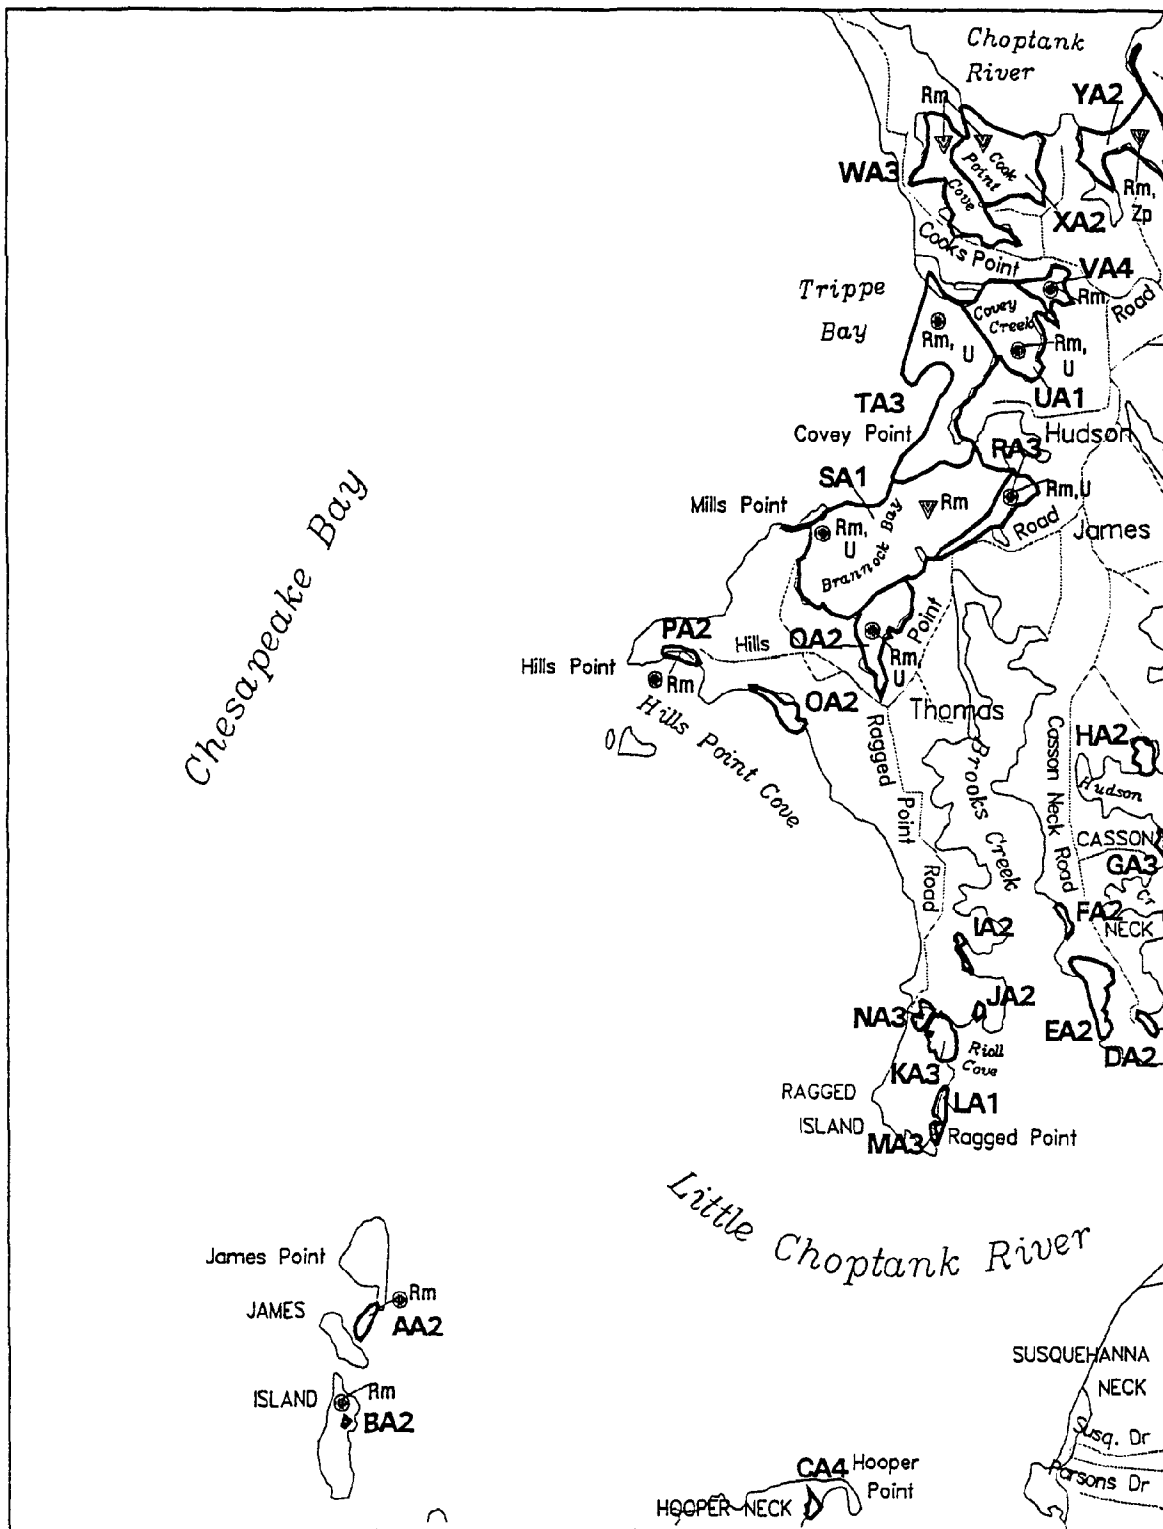 Choptank
River
YA2
Rm
WA3
Cook
Point
Cove
Rm,
Zp
XA2
Cooks Point
Road
VA4
Rm
Trippe
Bay
Covey
Creek
Rm,
U
Rm,
U
UA1
TA3
Covey Point
Hudson
RA3
SA1
Mills Point
Rm
Rm,U
Road
James
Rm,
U
Brannock Bay
Chesapeake Bay
PA2
Hills
QA2
Point
Hills Point
Rm
Rm,
U
OA2
Thomas
Hills Point Cove
Ragged
Point
Road
Brooks Creek
Casson Neck Road
HA2
Hudson
CASSON
GA3
Cr
FA2
NECK
IA2
JA2
NA3
EA2
DA2
KA3
Cove
RAGGED
ISLAND
LA1
MA3
Ragged Point
Little Choptank River
James Point
Rm
JAMES
AA2
SUSQUEHANNA
NECK
ISLAND
Rm
BA2
Susq. Dr
Parsons Dr
CA4
Hooper
Point
HOOPER NECK